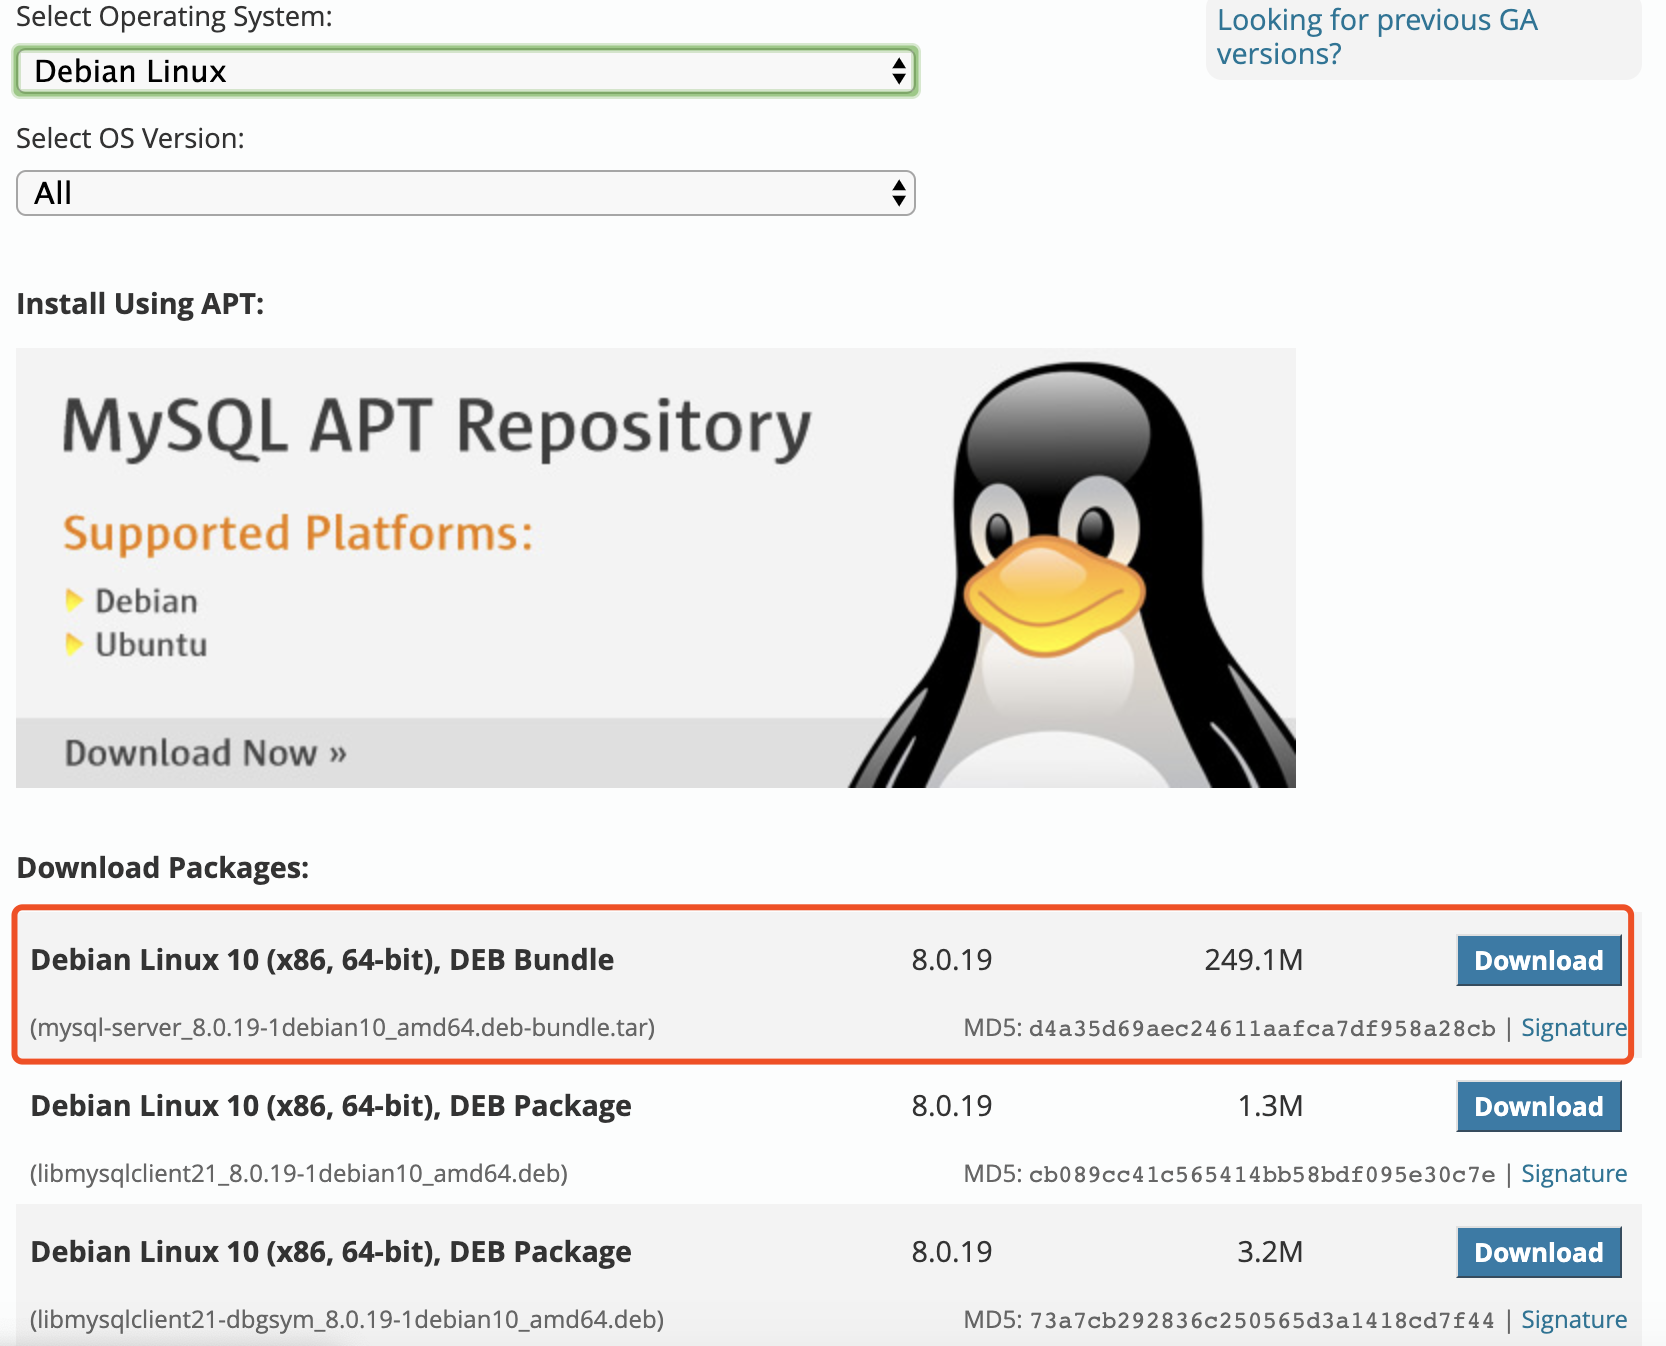 Select Operating System:
Looking for previous GA
versions?
Debian Linux
Select OS Version:
All
Install Using APT:
MySQL APT Repository
Supported Platforms:
Debian
Ubuntu
Download Now »
Download Packages:
Debian Linux 10 (x86, 64-bit), DEB Bundle 8.0.19 249.1M Download
(mysql-server_8.0.19-1debian10_amd64.deb-bundle.tar) MD5: d4a35d69aec24611aafca7df958a28cb | Signature
Debian Linux 10 (x86, 64-bit), DEB Package 8.0.19 1.3M Download
(libmysqlclient21_8.0.19-1debian10_amd64.deb) MD5: cb089cc41c565414bb58bdf095e30c7e | Signature
Debian Linux 10 (x86, 64-bit), DEB Package 8.0.19 3.2M Download
(libmysqlclient21-dbgsym_8.0.19-1debian10_amd64.deb) MD5: 73a7cb292836c250565d3a1418cd7f44 | Signature